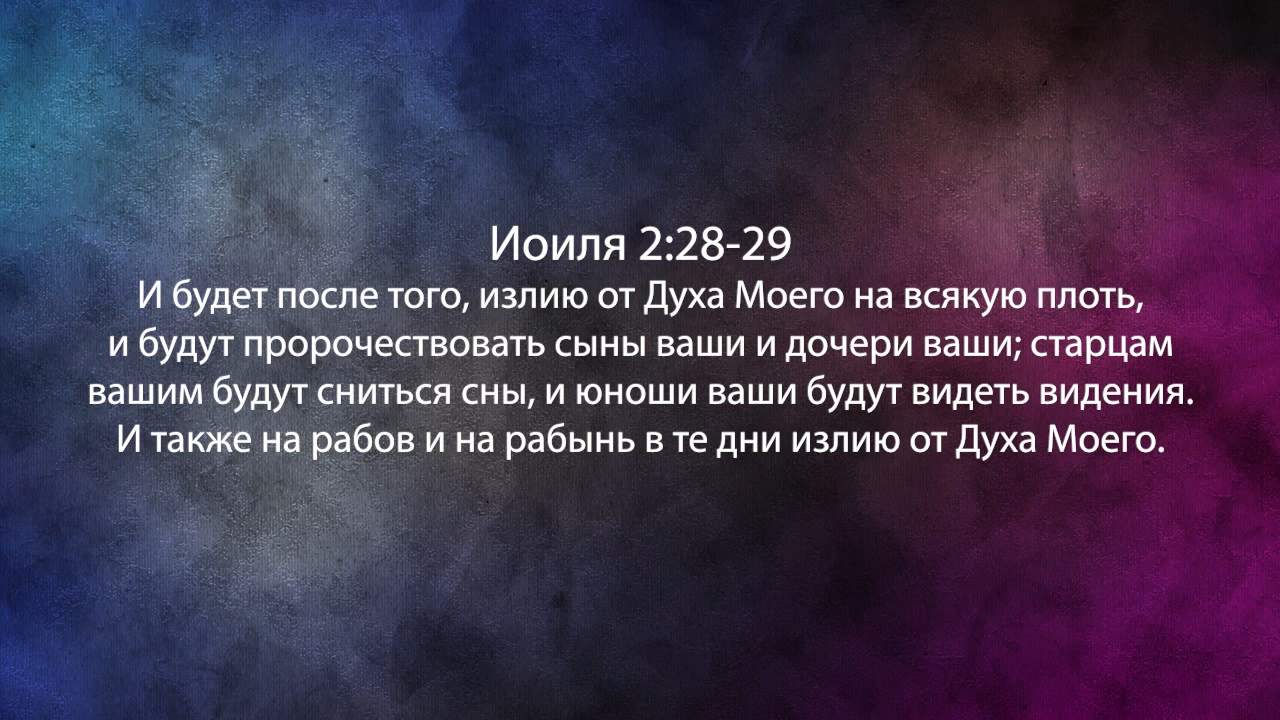 Иоиля 2:28-29
И будет после того, излию от Духа Моего на всякую плоть,
и будут пророчествовать сыны ваши и дочери ваши; старцам
вашим будут сниться сны, и юноши ваши будут видеть видения.
И также на рабов и на рабынь в те дни излию от Духа Моего.